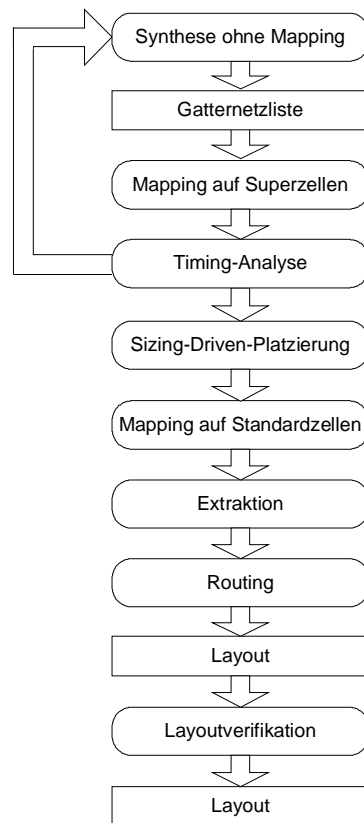 Synthese ohne Mapping
Gatternetzliste
Mapping auf Superzellen
Timing-Analyse
Sizing-Driven-Platzierung
Mapping auf Standardzellen
Extraktion
Routing
Layout
Layoutverifikation
Layout